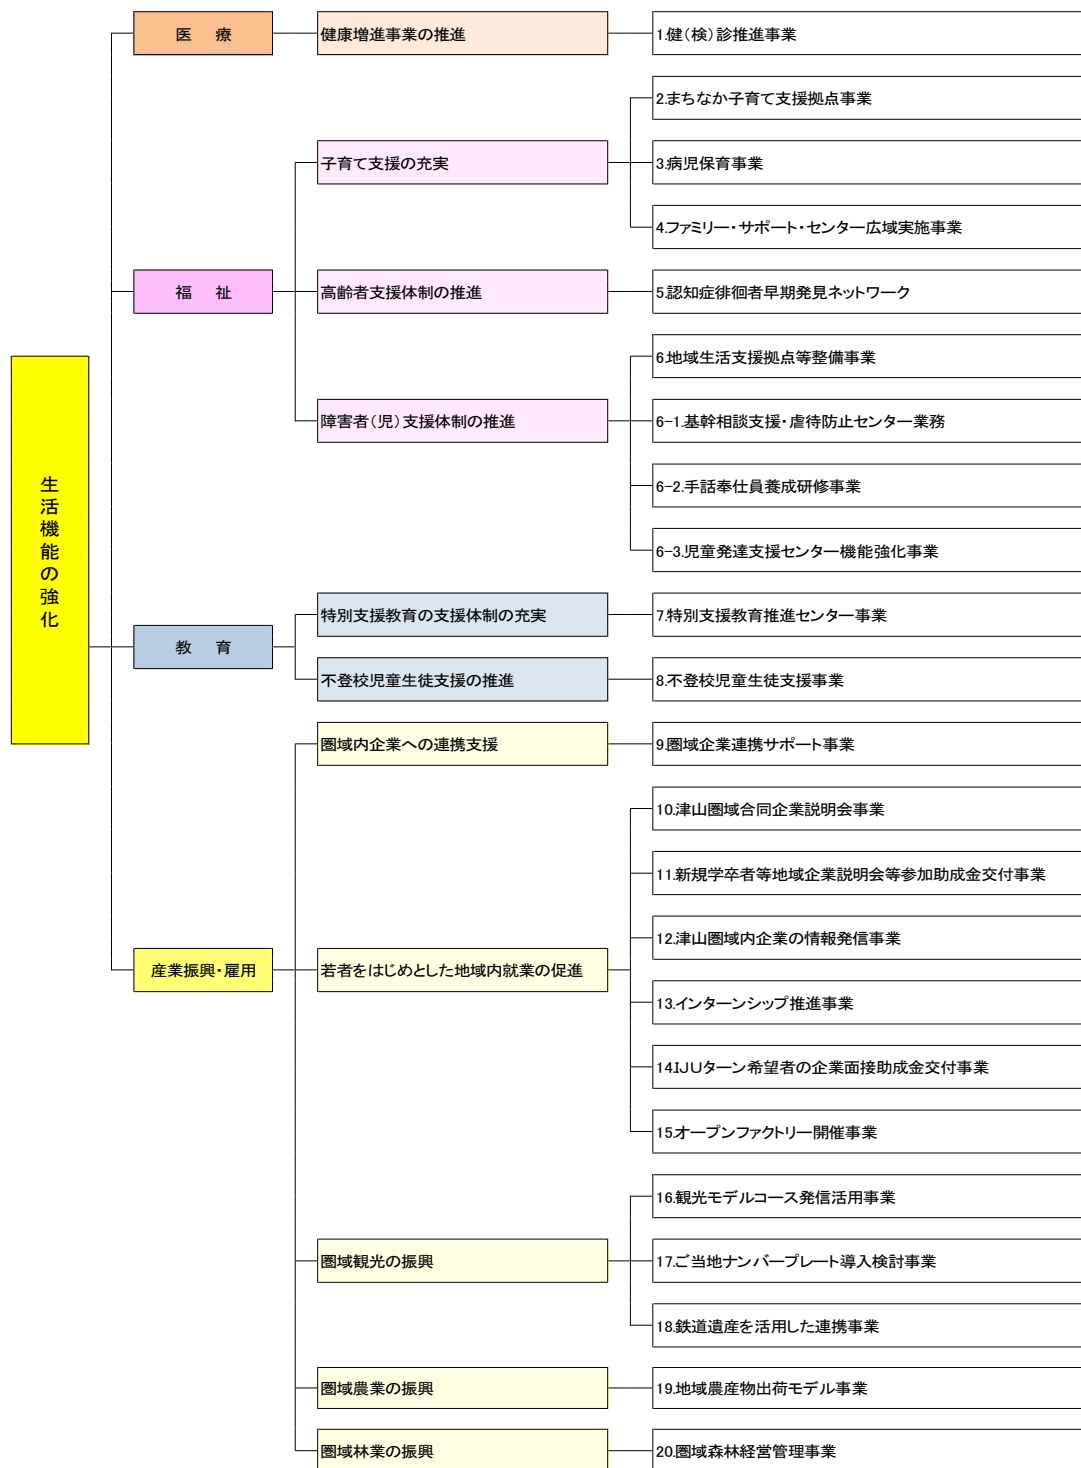 生活機能の強化
医　療
健康増進事業の推進
1.健（検）診推進事業
福　祉
子育て支援の充実
2.まちなか子育て支援拠点事業
3.病児保育事業
4.ファミリー・サポート・センター広域実施事業
高齢者支援体制の推進
5.認知症徘徊者早期発見ネットワーク
障害者（児）支援体制の推進
6.地域生活支援拠点等整備事業
6-1.基幹相談支援・虐待防止センター業務
6-2.手話奉仕員養成研修事業
6-3.児童発達支援センター機能強化事業
教　育
特別支援教育の支援体制の充実
7.特別支援教育推進センター事業
不登校児童生徒支援の推進
8.不登校児童生徒支援事業
産業振興・雇用
圏域内企業への連携支援
9.圏域企業連携サポート事業
若者をはじめとした地域内就業の促進
10.津山圏域合同企業説明会事業
11.新規学卒者等地域企業説明会等参加助成金交付事業
12.津山圏域内企業の情報発信事業
13.インターンシップ推進事業
14.IJUターン希望者の企業面接助成金交付事業
15.オープンファクトリー開催事業
圏域観光の振興
16.観光モデルコース発信活用事業
17.ご当地ナンバープレート導入検討事業
18.鉄道遺産を活用した連携事業
圏域農業の振興
19.地域農産物出荷モデル事業
圏域林業の振興
20.圏域森林経営管理事業